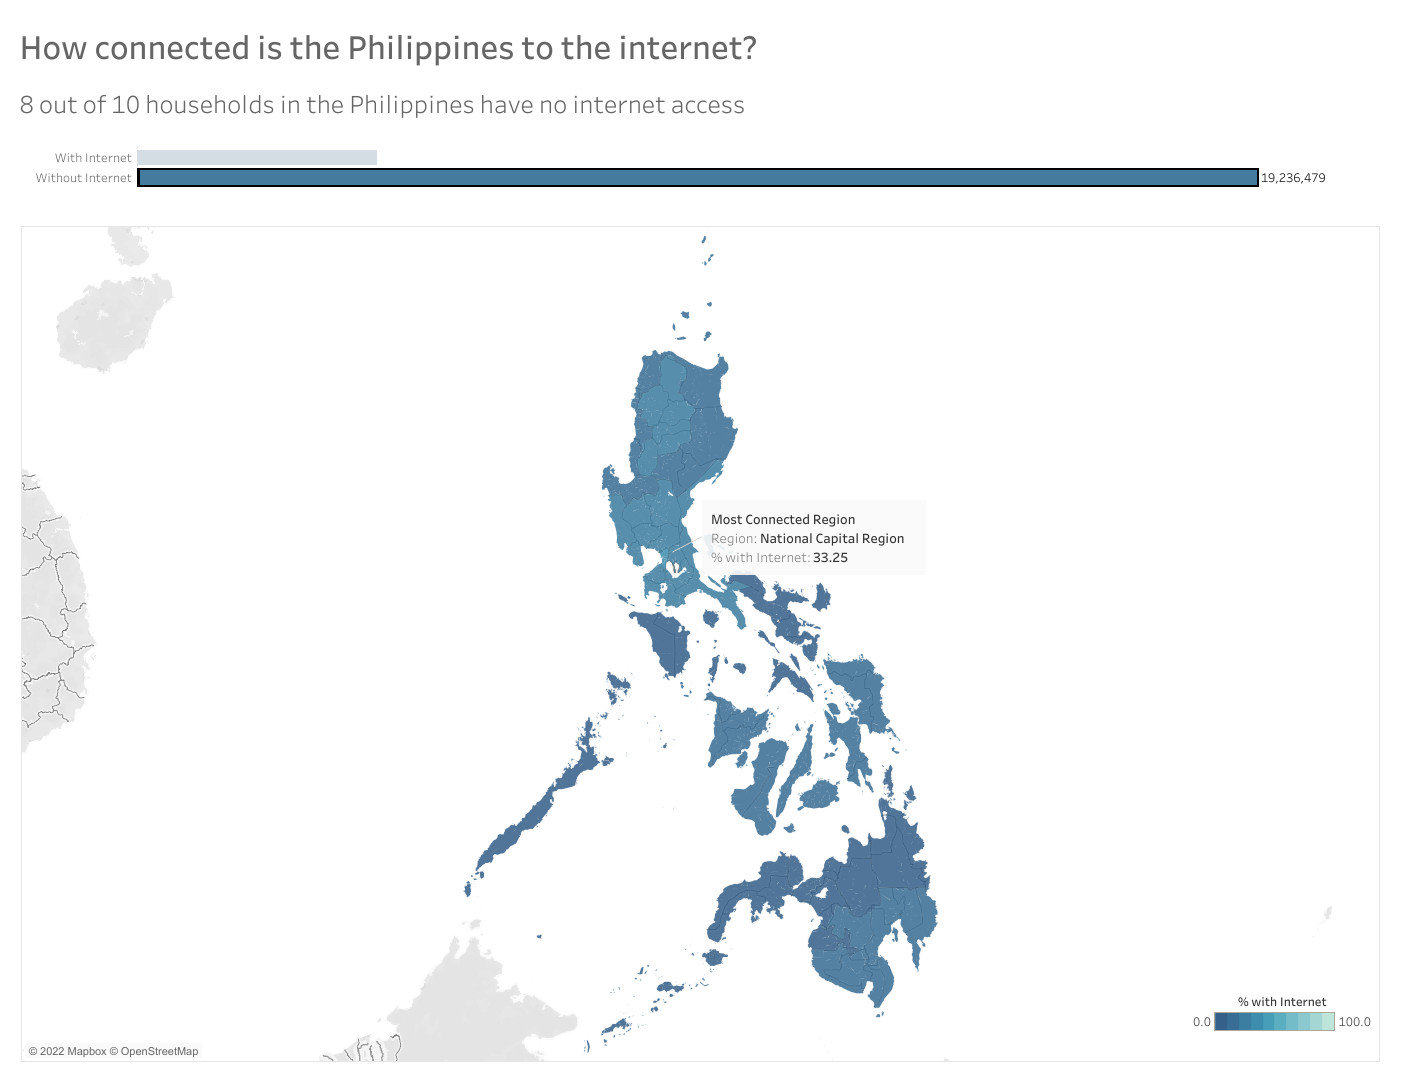 How connected is the Philippines to the internet?
8 out of 10 households in the Philippines have no internet access
With Internet
Without Internet 19,236,479
Most Connected Region
Region: National Capital Region
% with Internet: 33.25
% with Internet
0.0 100.0
© 2022 Mapbox © OpenStreetMap